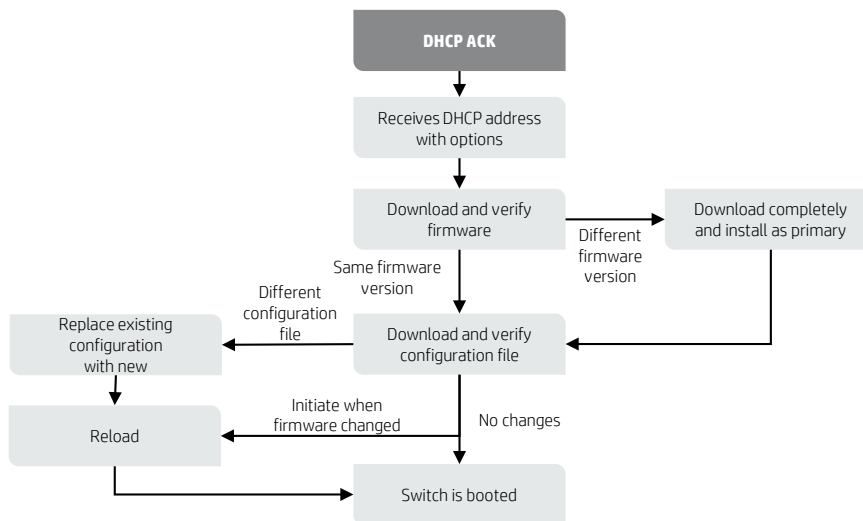 DHCP ACK
Receives DHCP address
with options
Download and verify
firmware
Download completely
and install as primary
Different
firmware
version
Same firmware
version
Different
configuration
file
Replace existing
configuration
with new
Download and verify
configuration file
Initiate when
firmware changed
No changes
Reload
Switch is booted